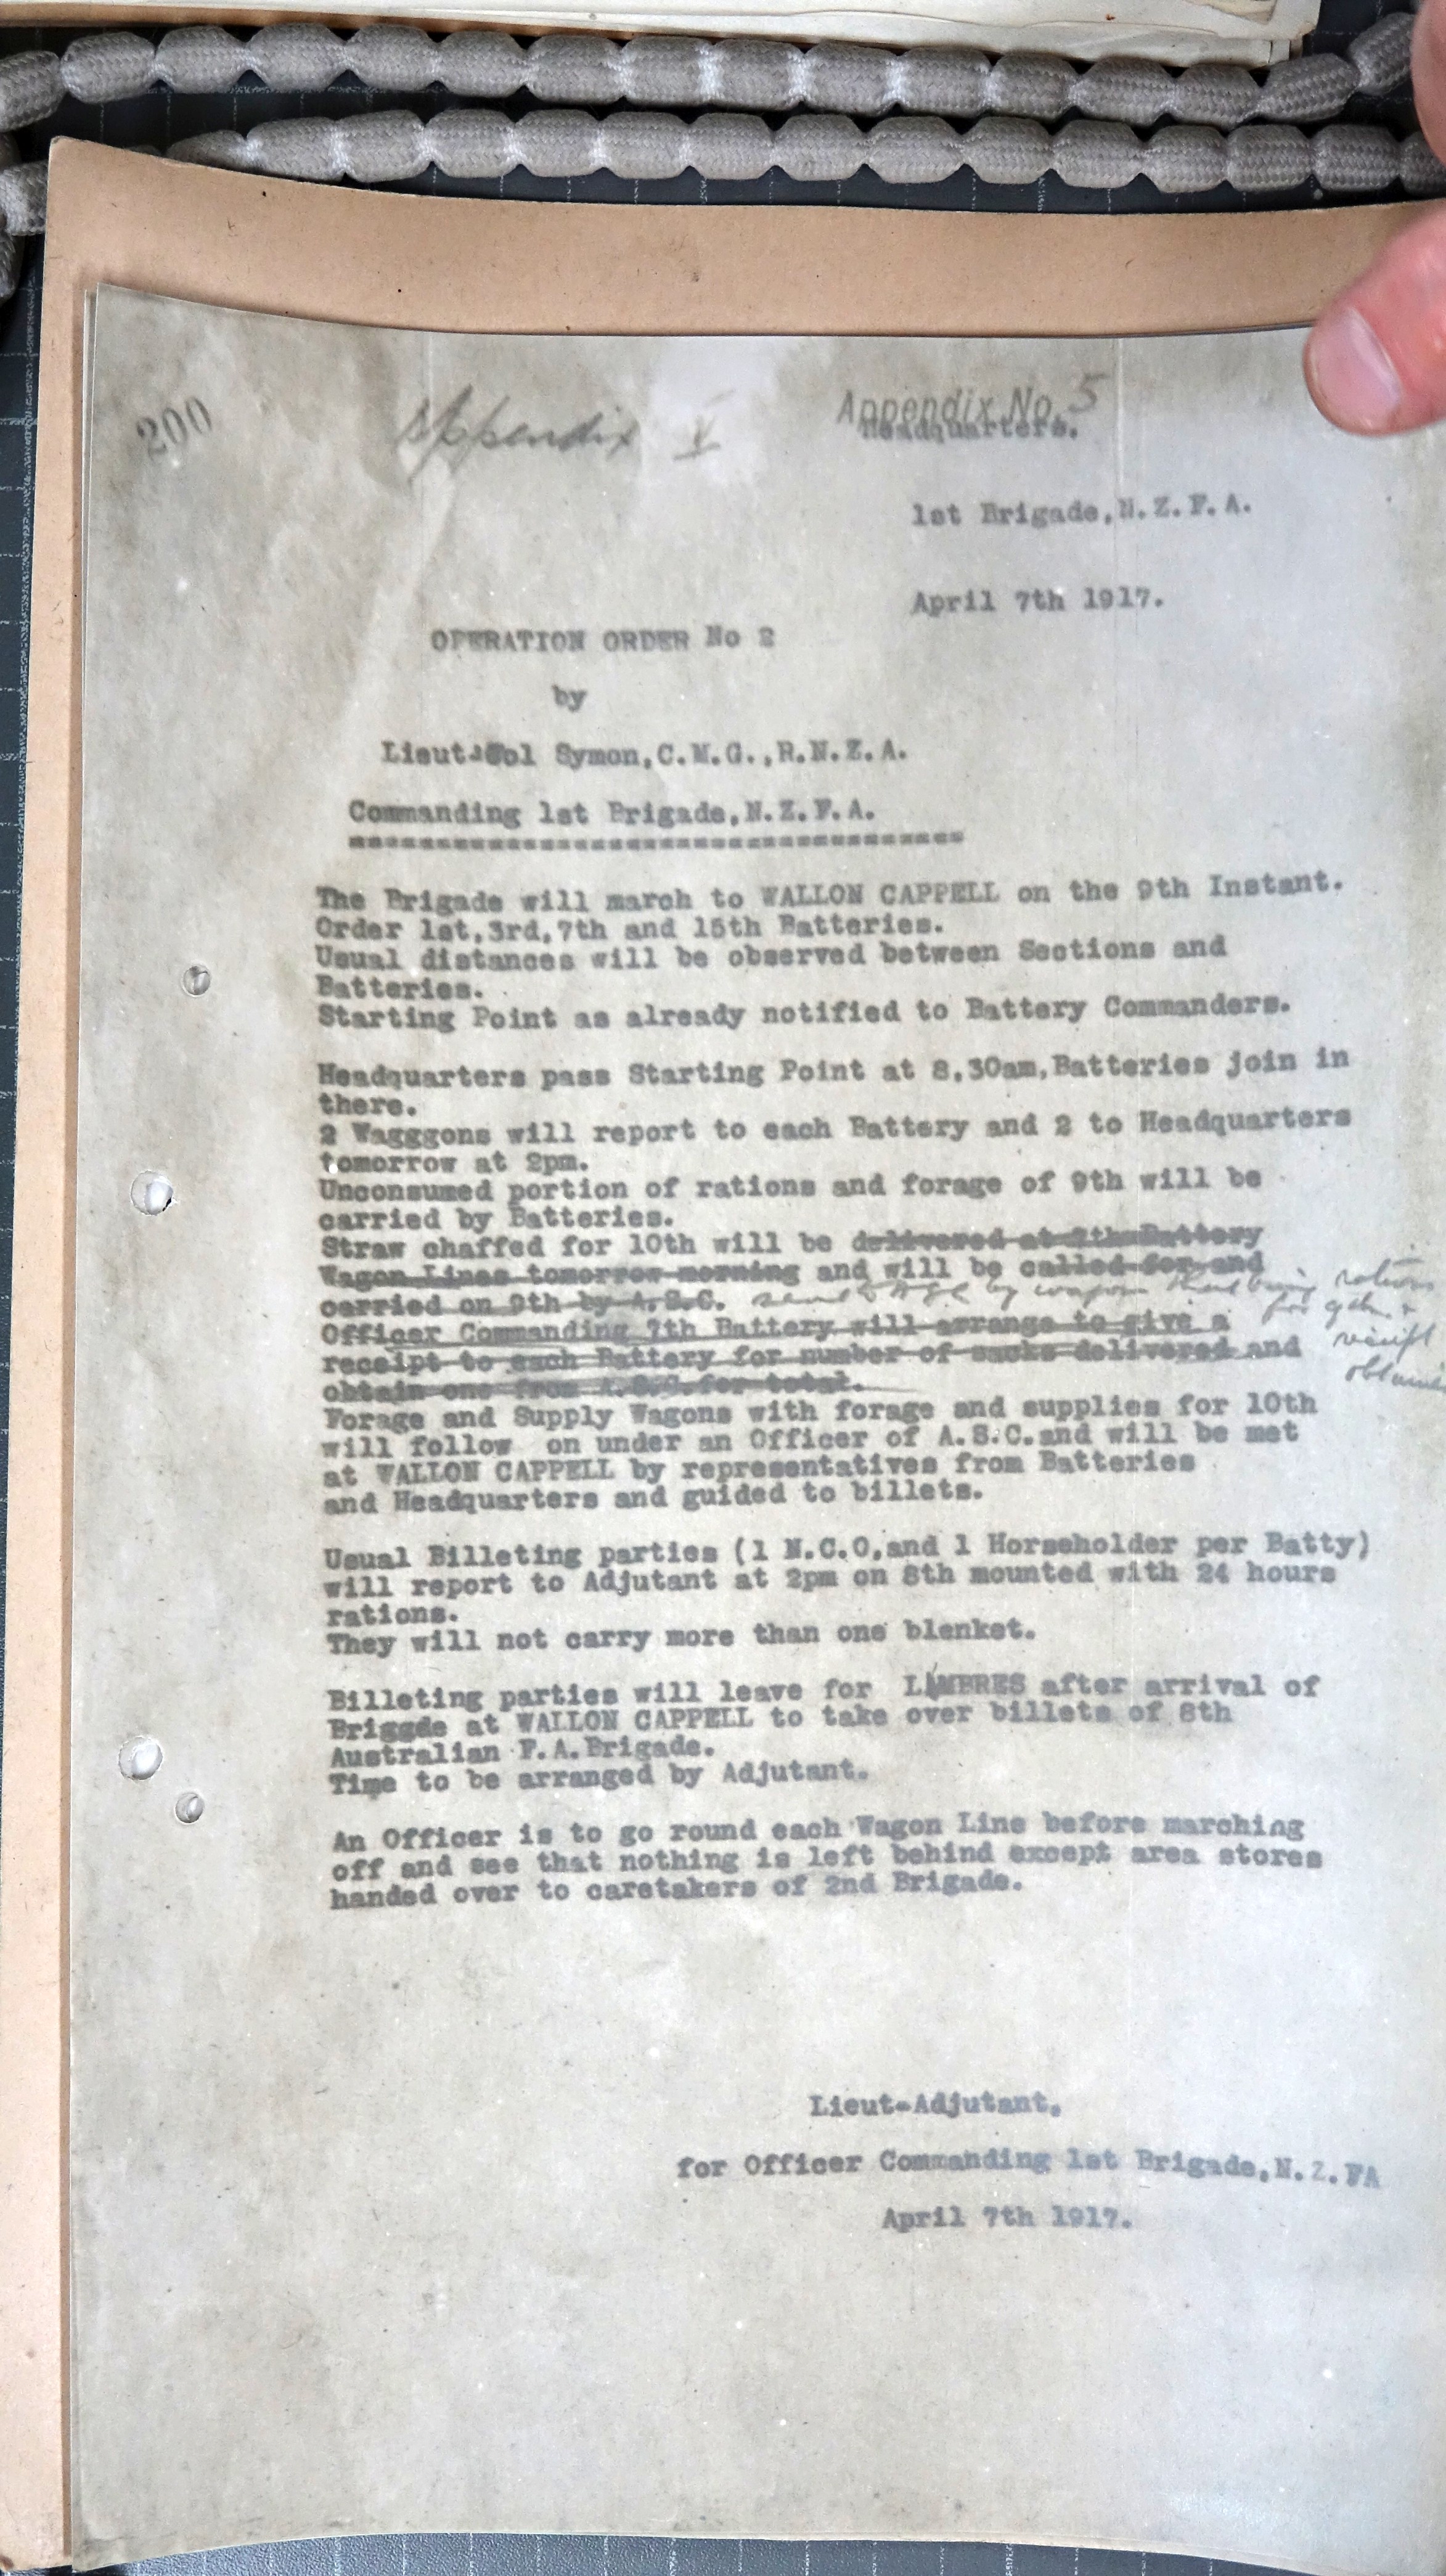 200
Appendix V
Appendix No. 5
Headquarters.
1st Brigade,N.Z.F.A.
April 7th 1917.
OPERATION ORDER No 2
by
Lieut-Col Symon,C.M.G.,R.N.Z.A.
Commanding 1st Brigade,N.Z.F.A.
The Brigade will march to WALLON CAPPELL on the 9th Instant.
Order 1st,3rd,7th and 15th Batteries.
Usual distances will be observed between Sections and
Batteries.
Starting Point as already notified to Battery Commanders.
Headquarters pass Starting Point at 8.30am,Batteries join in
there.
2 Wagggons will report to each Battery and 2 to Headquarters
tomorrow at 2pm.
Unconsumed portion of rations and forage of 9th will be
carried by Batteries.
Straw chaffed for 10th will be delivered at 7th Battery
Wagon Lines tomorrow morning and will be called for and
carried on 9th by A.S.C. by wagons rations
for 9th +
Officer Commanding 7th Battery will arrange to give a
receipt
receipt to each Battery for number of sacks delivered and
obtain one from A.S.C.for total.
Forage and Supply Wagons with forage and supplies for 10th
will follow on under an Officer of A.S.C.and will be met
at WALLON CAPPELL by representatives from Batteries
and Headquarters and guided to billets.
Usual Billeting parties (1 N.C.O,and 1 Horseholder per Batty)
will report to Adjutant at 2pm on 8th mounted with 24 hours
rations.
They will not carry more than one blenket.
Billeting parties will leave for LUMBRES after arrival of
Briggde at WALLON CAPPELL to take over billets of 8th
Australian F.A.Brigade.
Time to be arranged by Adjutant.
An Officer is to go round each Wagon Line before marching
off and see that nothing is left behind except area stores
handed over to caretakers of 2nd Brigade.
Lieut-Adjutant,
for Officer Commanding 1st Brigade,N.Z.FA
April 7th 1917.